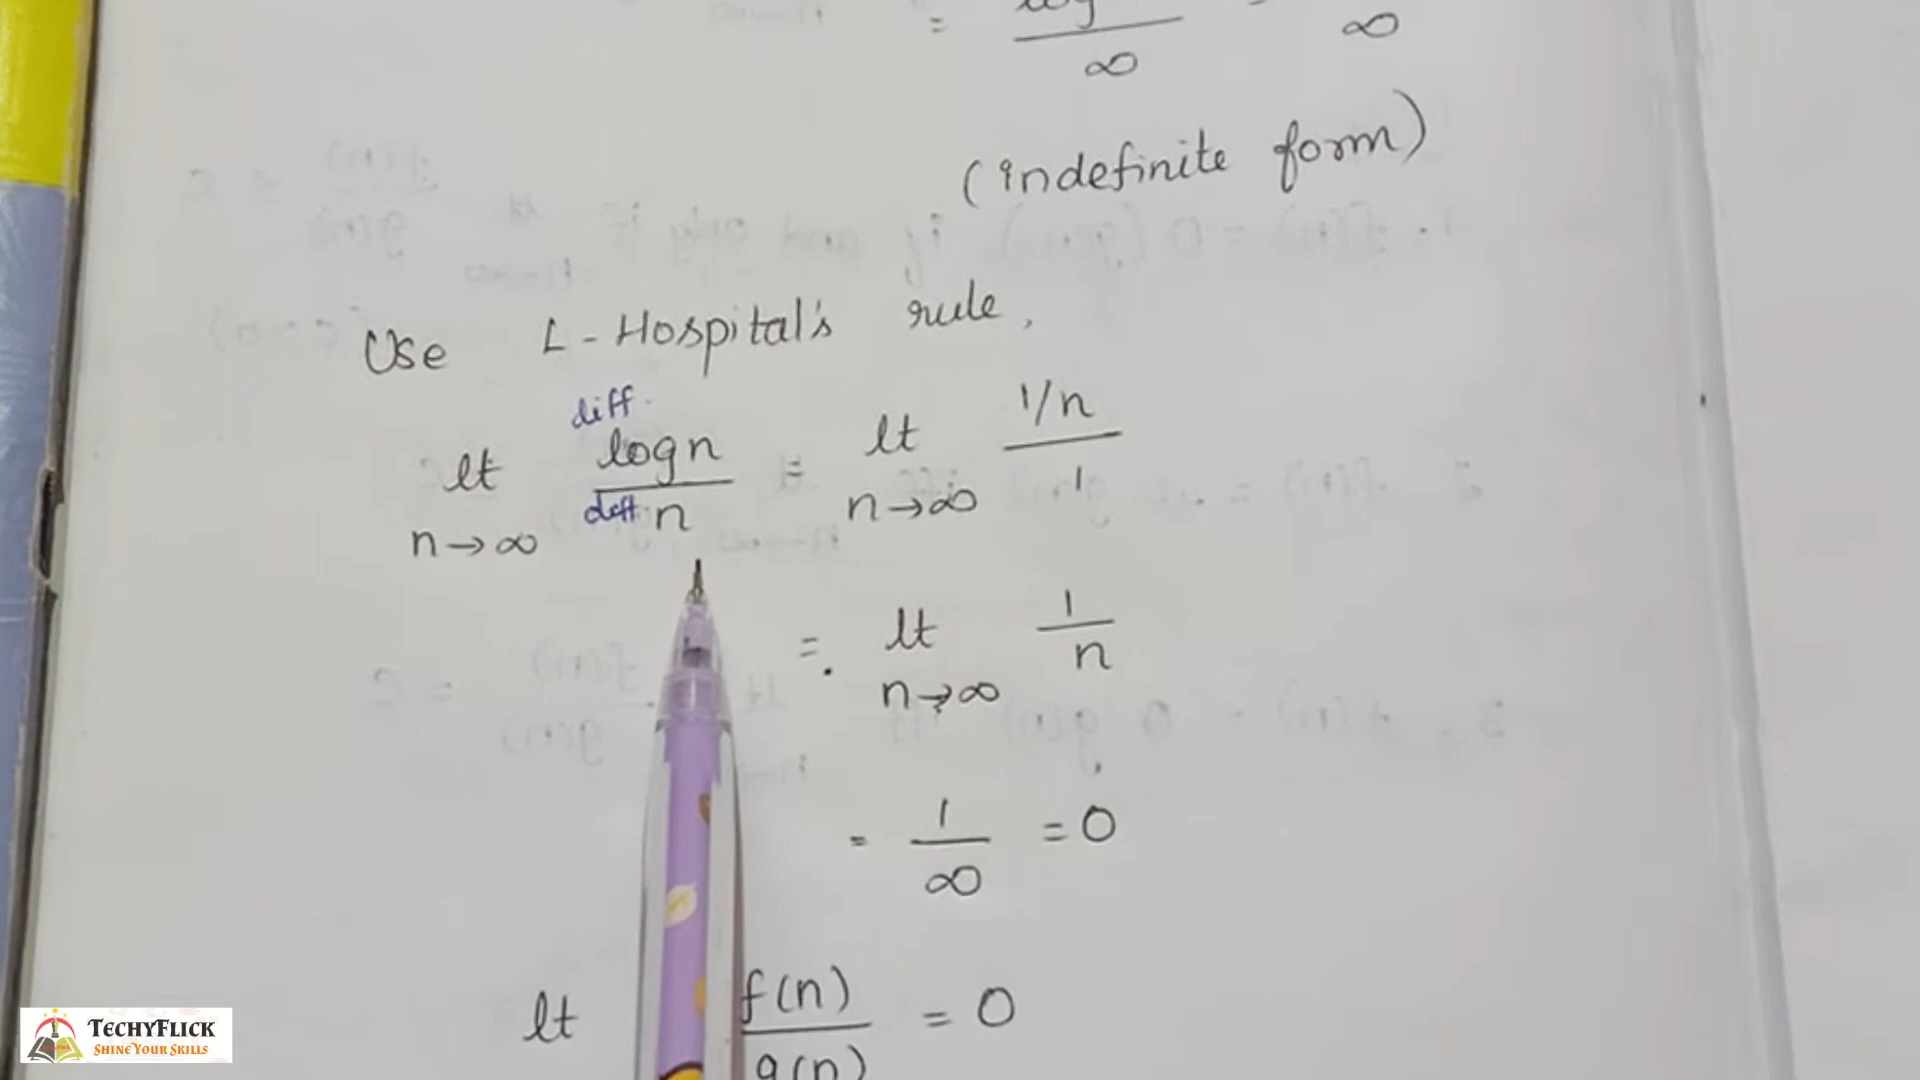 = log / ∞ = ∞
(indefinite form)
Use L-Hospital's rule,
diff.
lt n→∞ log n / diff n = lt n→∞ 1/n / 1
= lt n→∞ 1 / n
= 1 / ∞ = 0
lt f(n) / g(n) = 0
TECHYFLICK
SHINE YOUR SKILLS